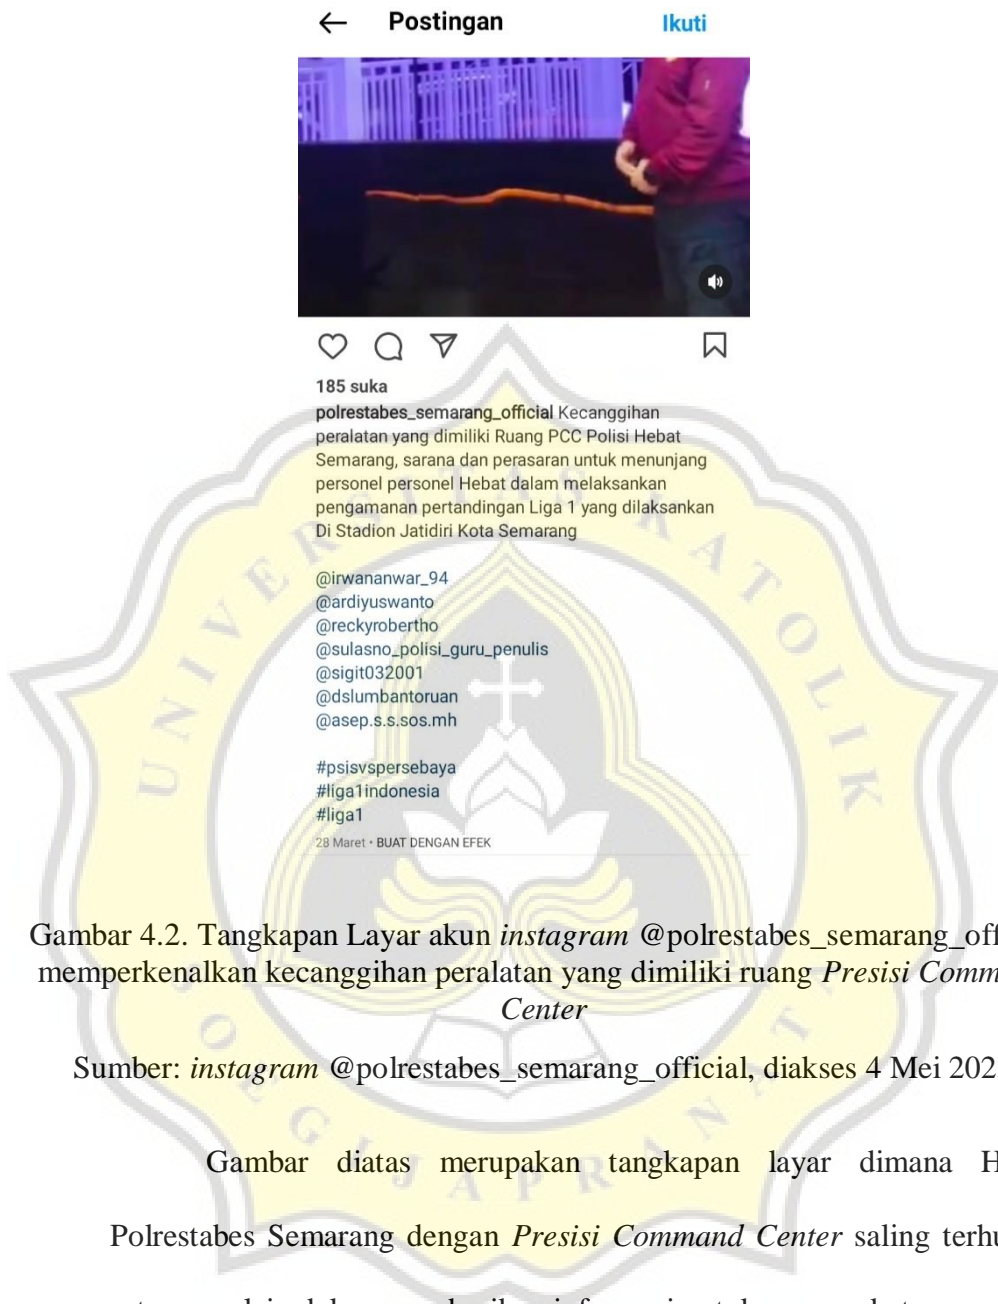 Postingan Ikuti
185 suka
polrestabes_semarang_official Kecanggihan
peralatan yang dimiliki Ruang PCC Polisi Hebat
Semarang, sarana dan perasaran untuk menunjang
personel personel Hebat dalam melaksankan
pengamanan pertandingan Liga 1 yang dilaksankan
Di Stadion Jatidiri Kota Semarang
@irwananwar_94
@ardiyuswanto
@reckyrobertho
@sulasno_polisi_guru_penulis
@sigit032001
@dslumbantoruan
@asep.s.s.sos.mh
#psisvspersebaya
#liga1indonesia
#liga1
28 Maret • BUAT DENGAN EFEK
UNIVERSITAS KATOLIK
SOEGIJAPRANATA
Gambar 4.2. Tangkapan Layar akun instagram @polrestabes_semarang_off
memperkenalkan kecanggihan peralatan yang dimiliki ruang Presisi Comm
Center
Sumber: instagram @polrestabes_semarang_official, diakses 4 Mei 202
Gambar diatas merupakan tangkapan layar dimana H
Polrestabes Semarang dengan Presisi Command Center saling terhu